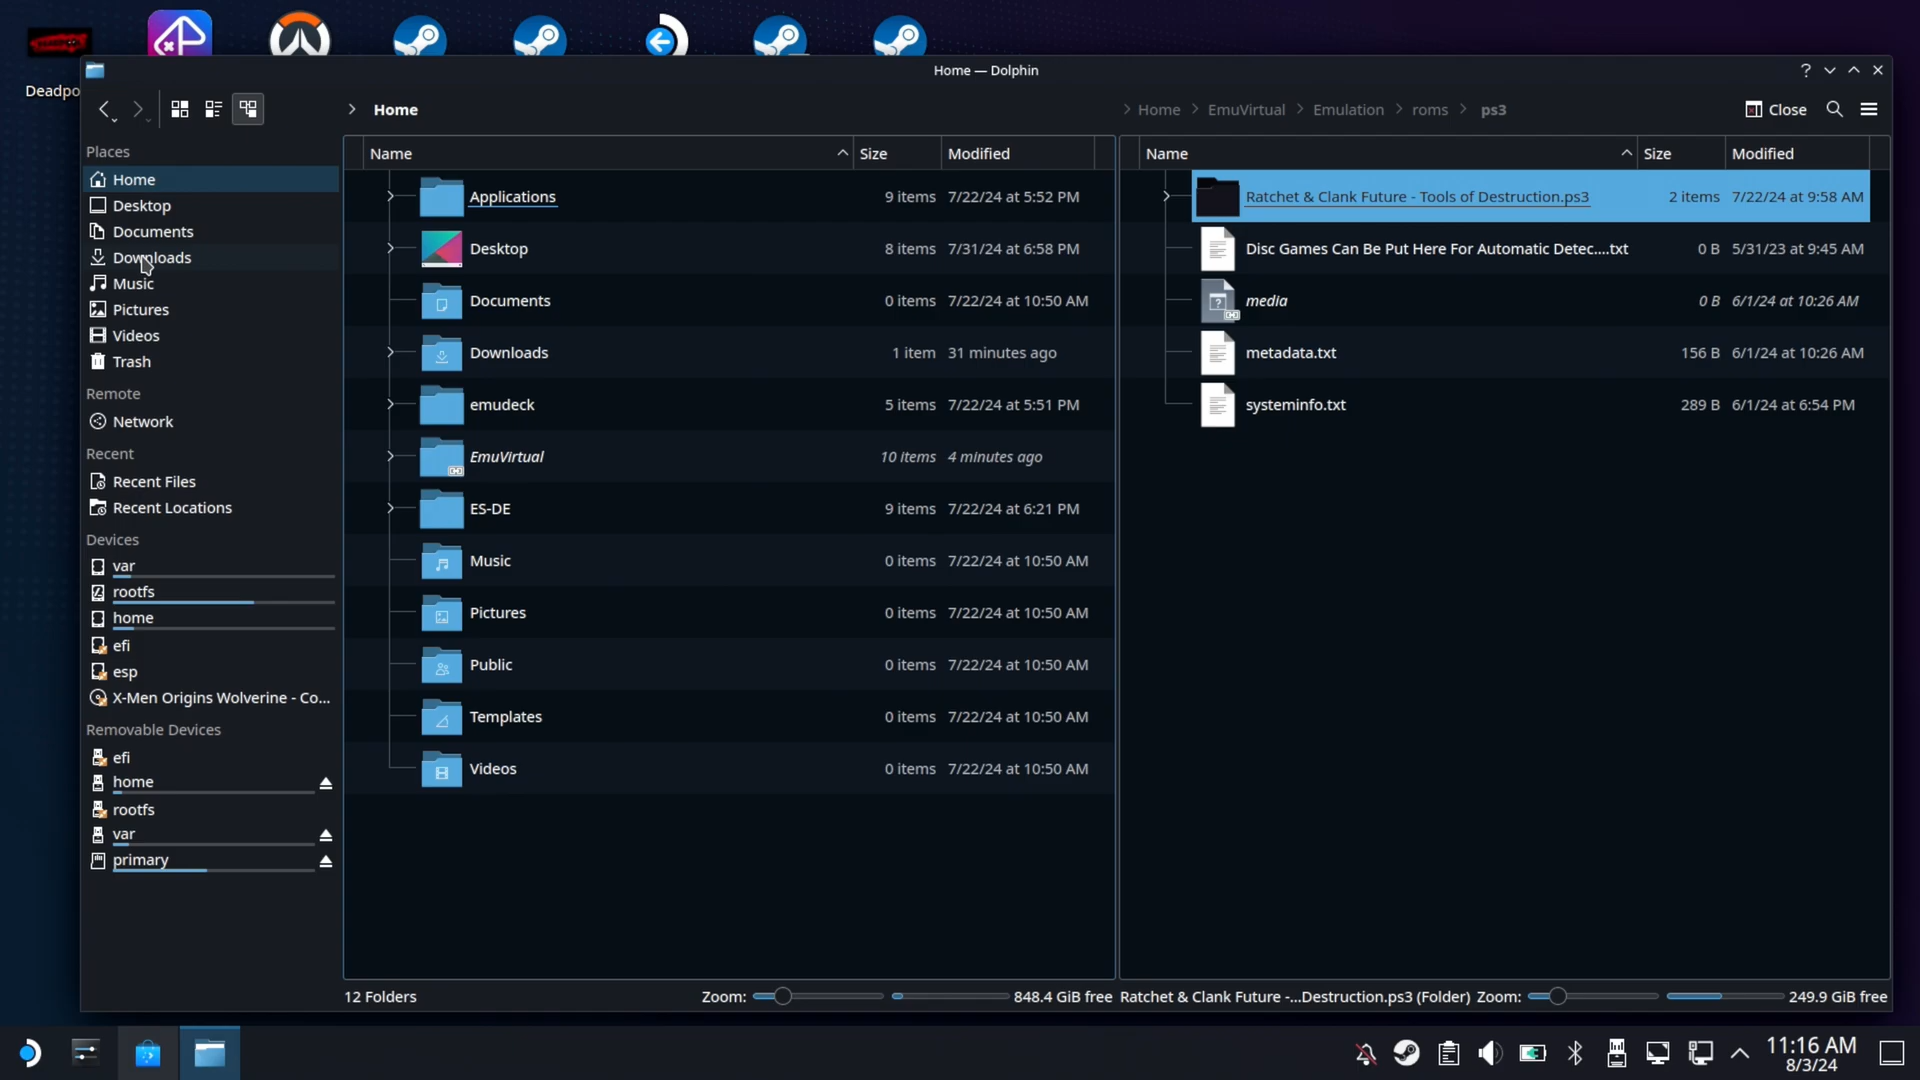 Deadpo
Home — Dolphin
Home
Home EmuVirtual Emulation roms ps3
Close
Places
Home
Desktop
Documents
Downloads
Music
Pictures
Videos
Trash
Remote
Network
Recent
Recent Files
Recent Locations
Devices
var
rootfs
home
efi
esp
X-Men Origins Wolverine - Co...
Removable Devices
efi
home
rootfs
var
primary
Name Size Modified
Applications 9 items 7/22/24 at 5:52 PM
Desktop 8 items 7/31/24 at 6:58 PM
Documents 0 items 7/22/24 at 10:50 AM
Downloads 1 item 31 minutes ago
emudeck 5 items 7/22/24 at 5:51 PM
EmuVirtual 10 items 4 minutes ago
ES-DE 9 items 7/22/24 at 6:21 PM
Music 0 items 7/22/24 at 10:50 AM
Pictures 0 items 7/22/24 at 10:50 AM
Public 0 items 7/22/24 at 10:50 AM
Templates 0 items 7/22/24 at 10:50 AM
Videos 0 items 7/22/24 at 10:50 AM
Name Size Modified
Ratchet & Clank Future - Tools of Destruction.ps3 2 items 7/22/24 at 9:58 AM
Disc Games Can Be Put Here For Automatic Detec....txt 0 B 5/31/23 at 9:45 AM
media 0 B 6/1/24 at 10:26 AM
metadata.txt 156 B 6/1/24 at 10:26 AM
systeminfo.txt 289 B 6/1/24 at 6:54 PM
12 Folders Zoom: 848.4 GiB free
Ratchet & Clank Future -...Destruction.ps3 (Folder) Zoom: 249.9 GiB free
11:16 AM
8/3/24